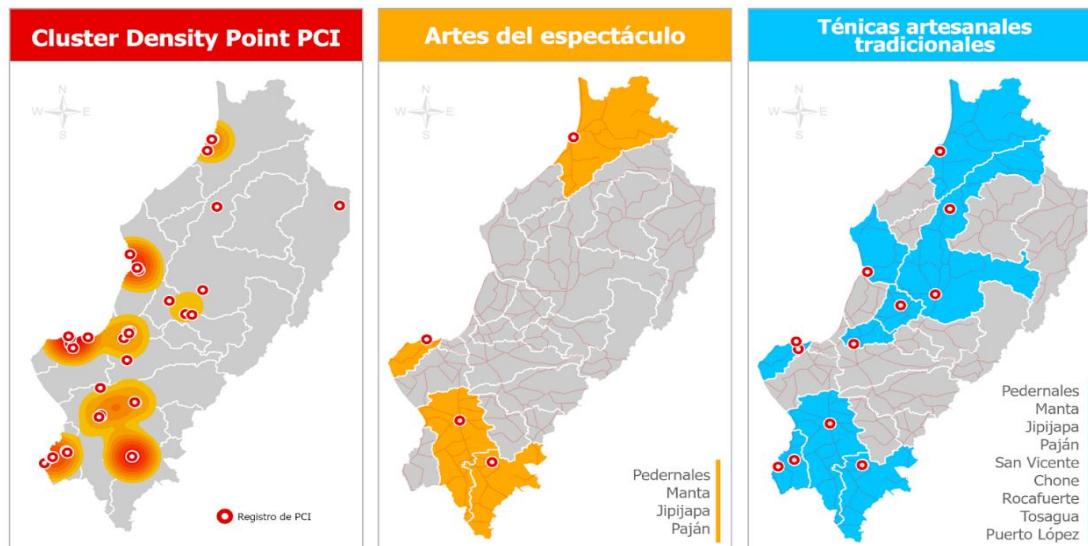 Cluster Density Point PCI
N
W E
S
Registro de PCI
Artes del espectáculo
N
W E
S
Pedernales
Manta
Jipijapa
Paján
Ténicas artesanales
tradicionales
N
W E
S
Pedernales
Manta
Jipijapa
Paján
San Vicente
Chone
Rocafuerte
Tosagua
Puerto López